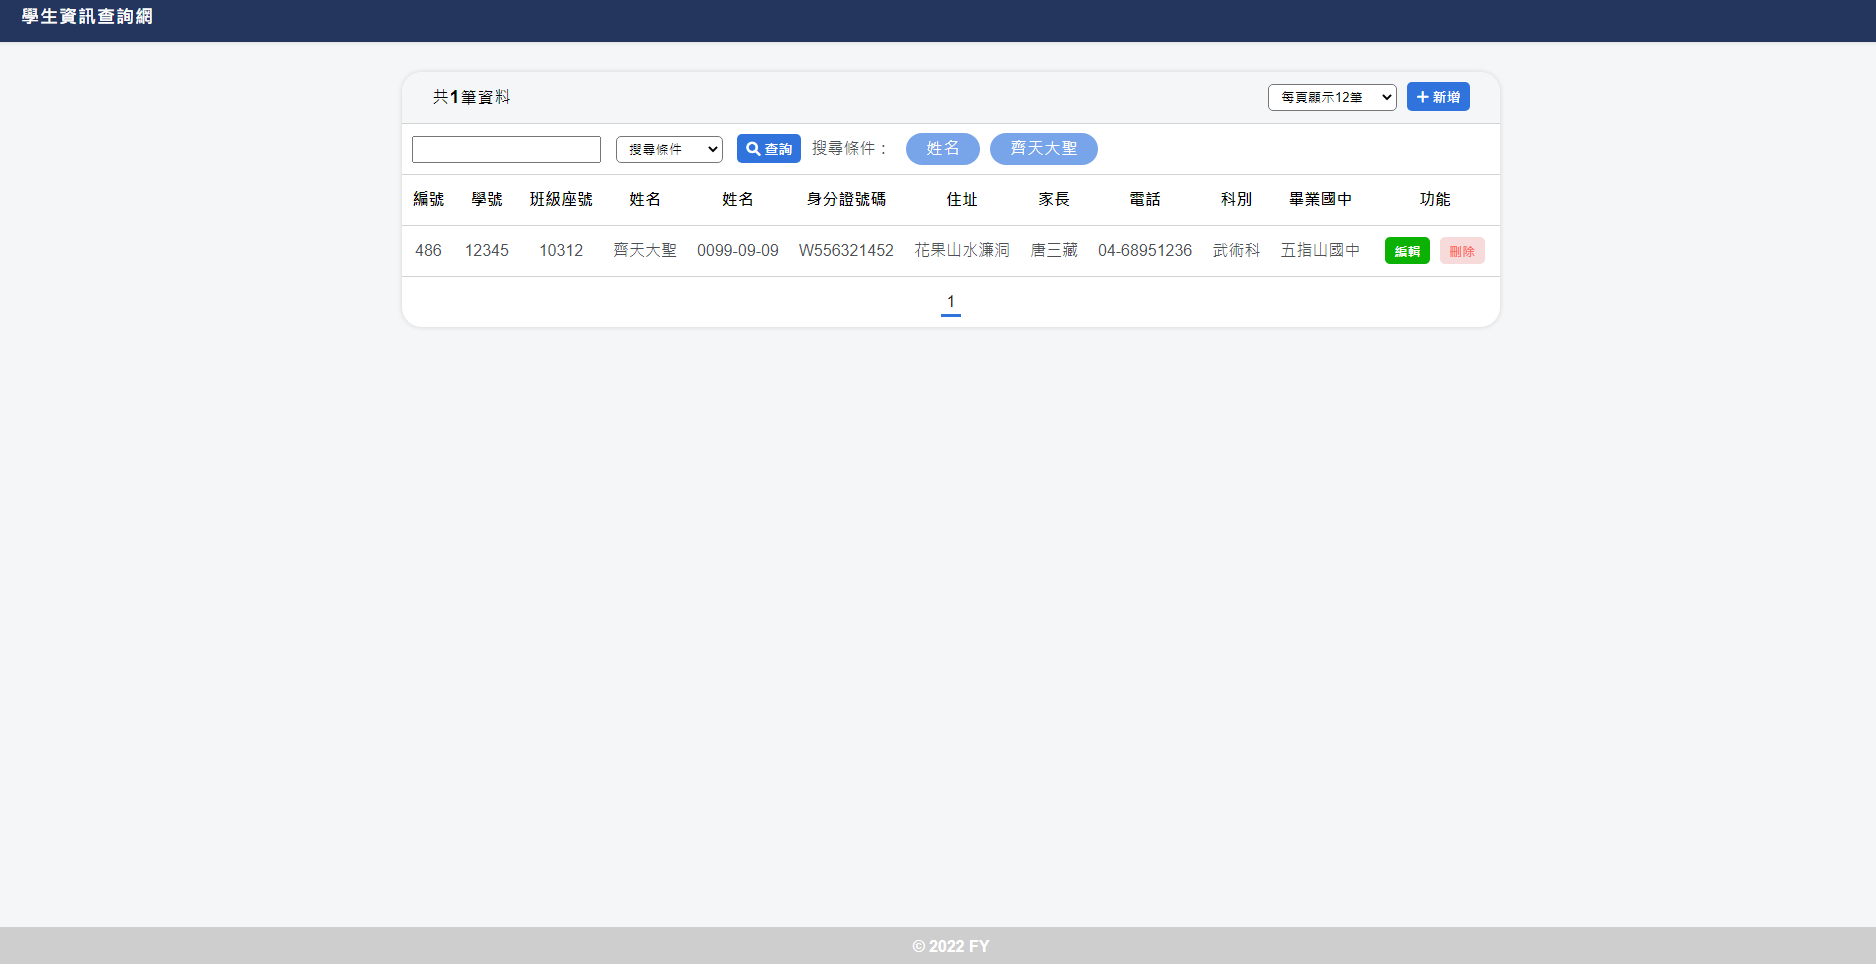 學生資訊查詢網
共1筆資料 每頁顯示12筆 新增
搜尋條件 查詢 搜尋條件： 姓名 齊天大聖
編號 學號 班級座號 姓名 姓名 身分證號碼 住址 家長 電話 科別 畢業國中 功能
486 12345 10312 齊天大聖 0099-09-09 W556321452 花果山水濂洞 唐三藏 04-68951236 武術科 五指山國中 編輯 刪除
1
© 2022 FY